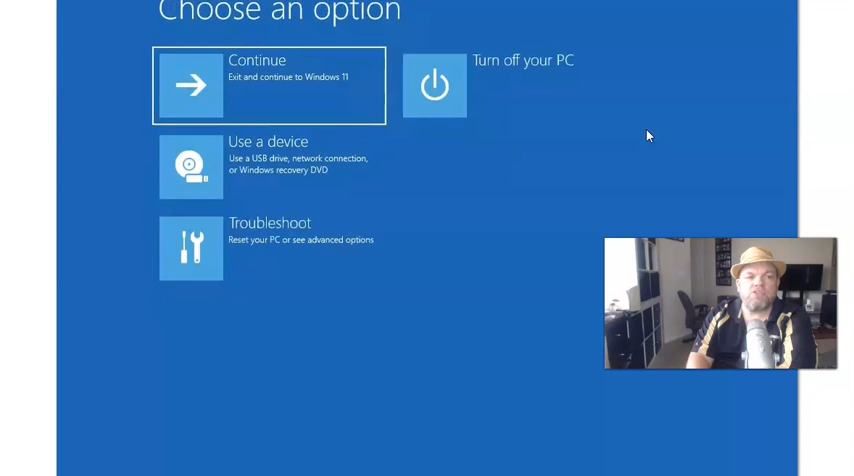 Choose an option
Continue
Exit and continue to Windows 11
Turn off your PC
Use a device
Use a USB drive, network connection,
or Windows recovery DVD
Troubleshoot
Reset your PC or see advanced options